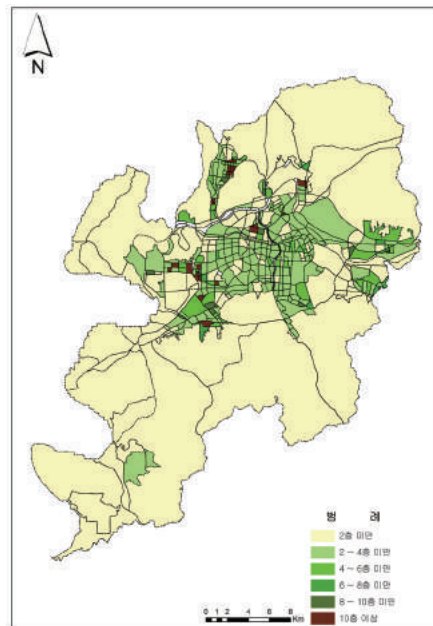 N
범 례
2층 미만
2 ~ 4층 미만
4 ~ 6층 미만
6 ~ 8층 미만
8 ~ 10층 미만
10층 이상
0 1 2 4 6 8 Km